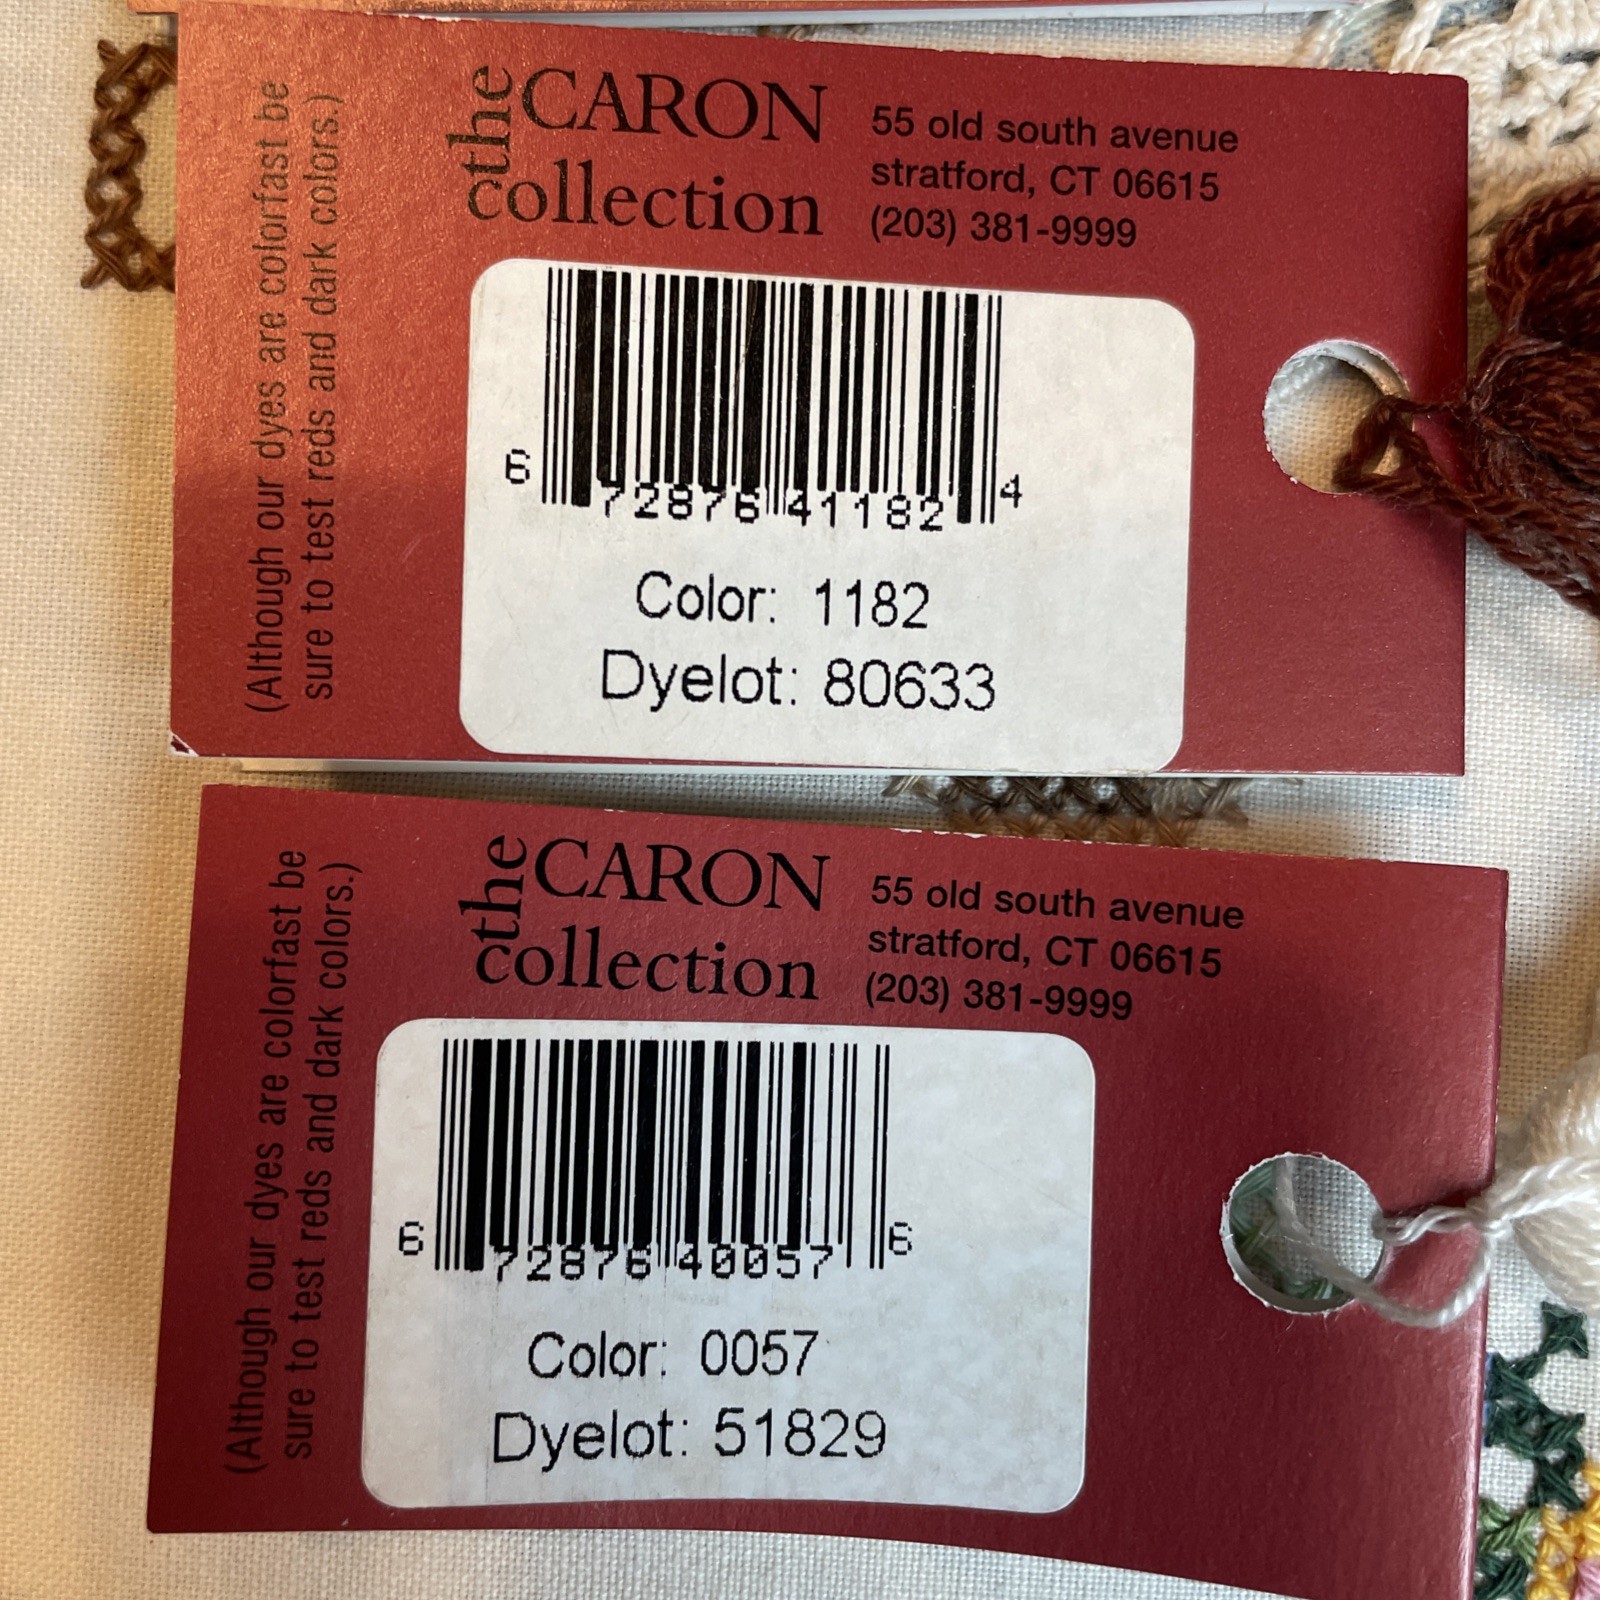 (Although our dyes are colorfast be
sure to test reds and dark colors.)
the CARON
collection
55 old south avenue
stratford, CT 06615
(203) 381-9999
6 72876 41182 4
Color: 1182
Dyelot: 80633
(Although our dyes are colorfast be
sure to test reds and dark colors.)
the CARON
collection
55 old south avenue
stratford, CT 06615
(203) 381-9999
6 72876 40057 6
Color: 0057
Dyelot: 51829